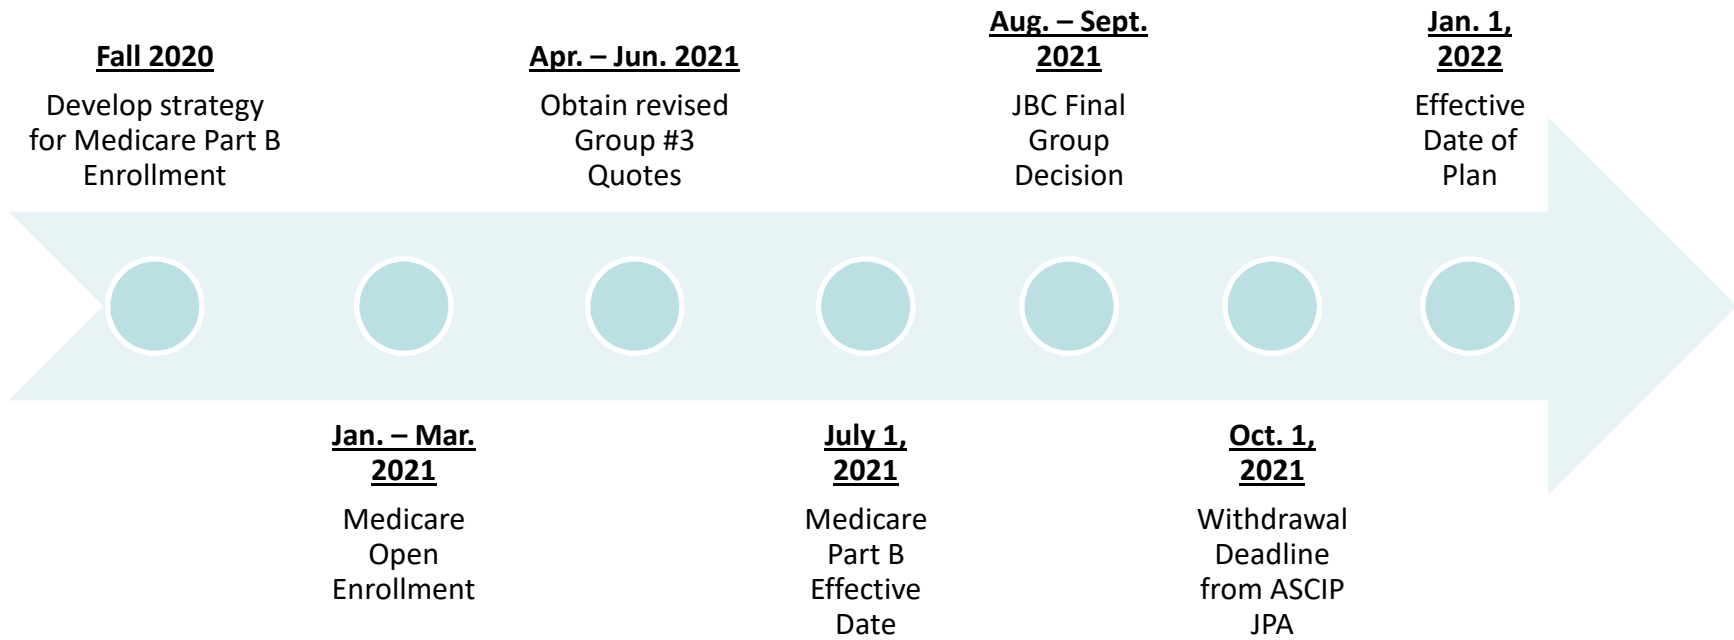 Fall 2020
Develop strategy
for Medicare Part B
Enrollment
Jan. – Mar.
2021
Medicare
Open
Enrollment
Apr. – Jun. 2021
Obtain revised
Group #3
Quotes
July 1,
2021
Medicare
Part B
Effective
Date
Aug. – Sept.
2021
JBC Final
Group
Decision
Oct. 1,
2021
Withdrawal
Deadline
from ASCIP
JPA
Jan. 1,
2022
Effective
Date of
Plan